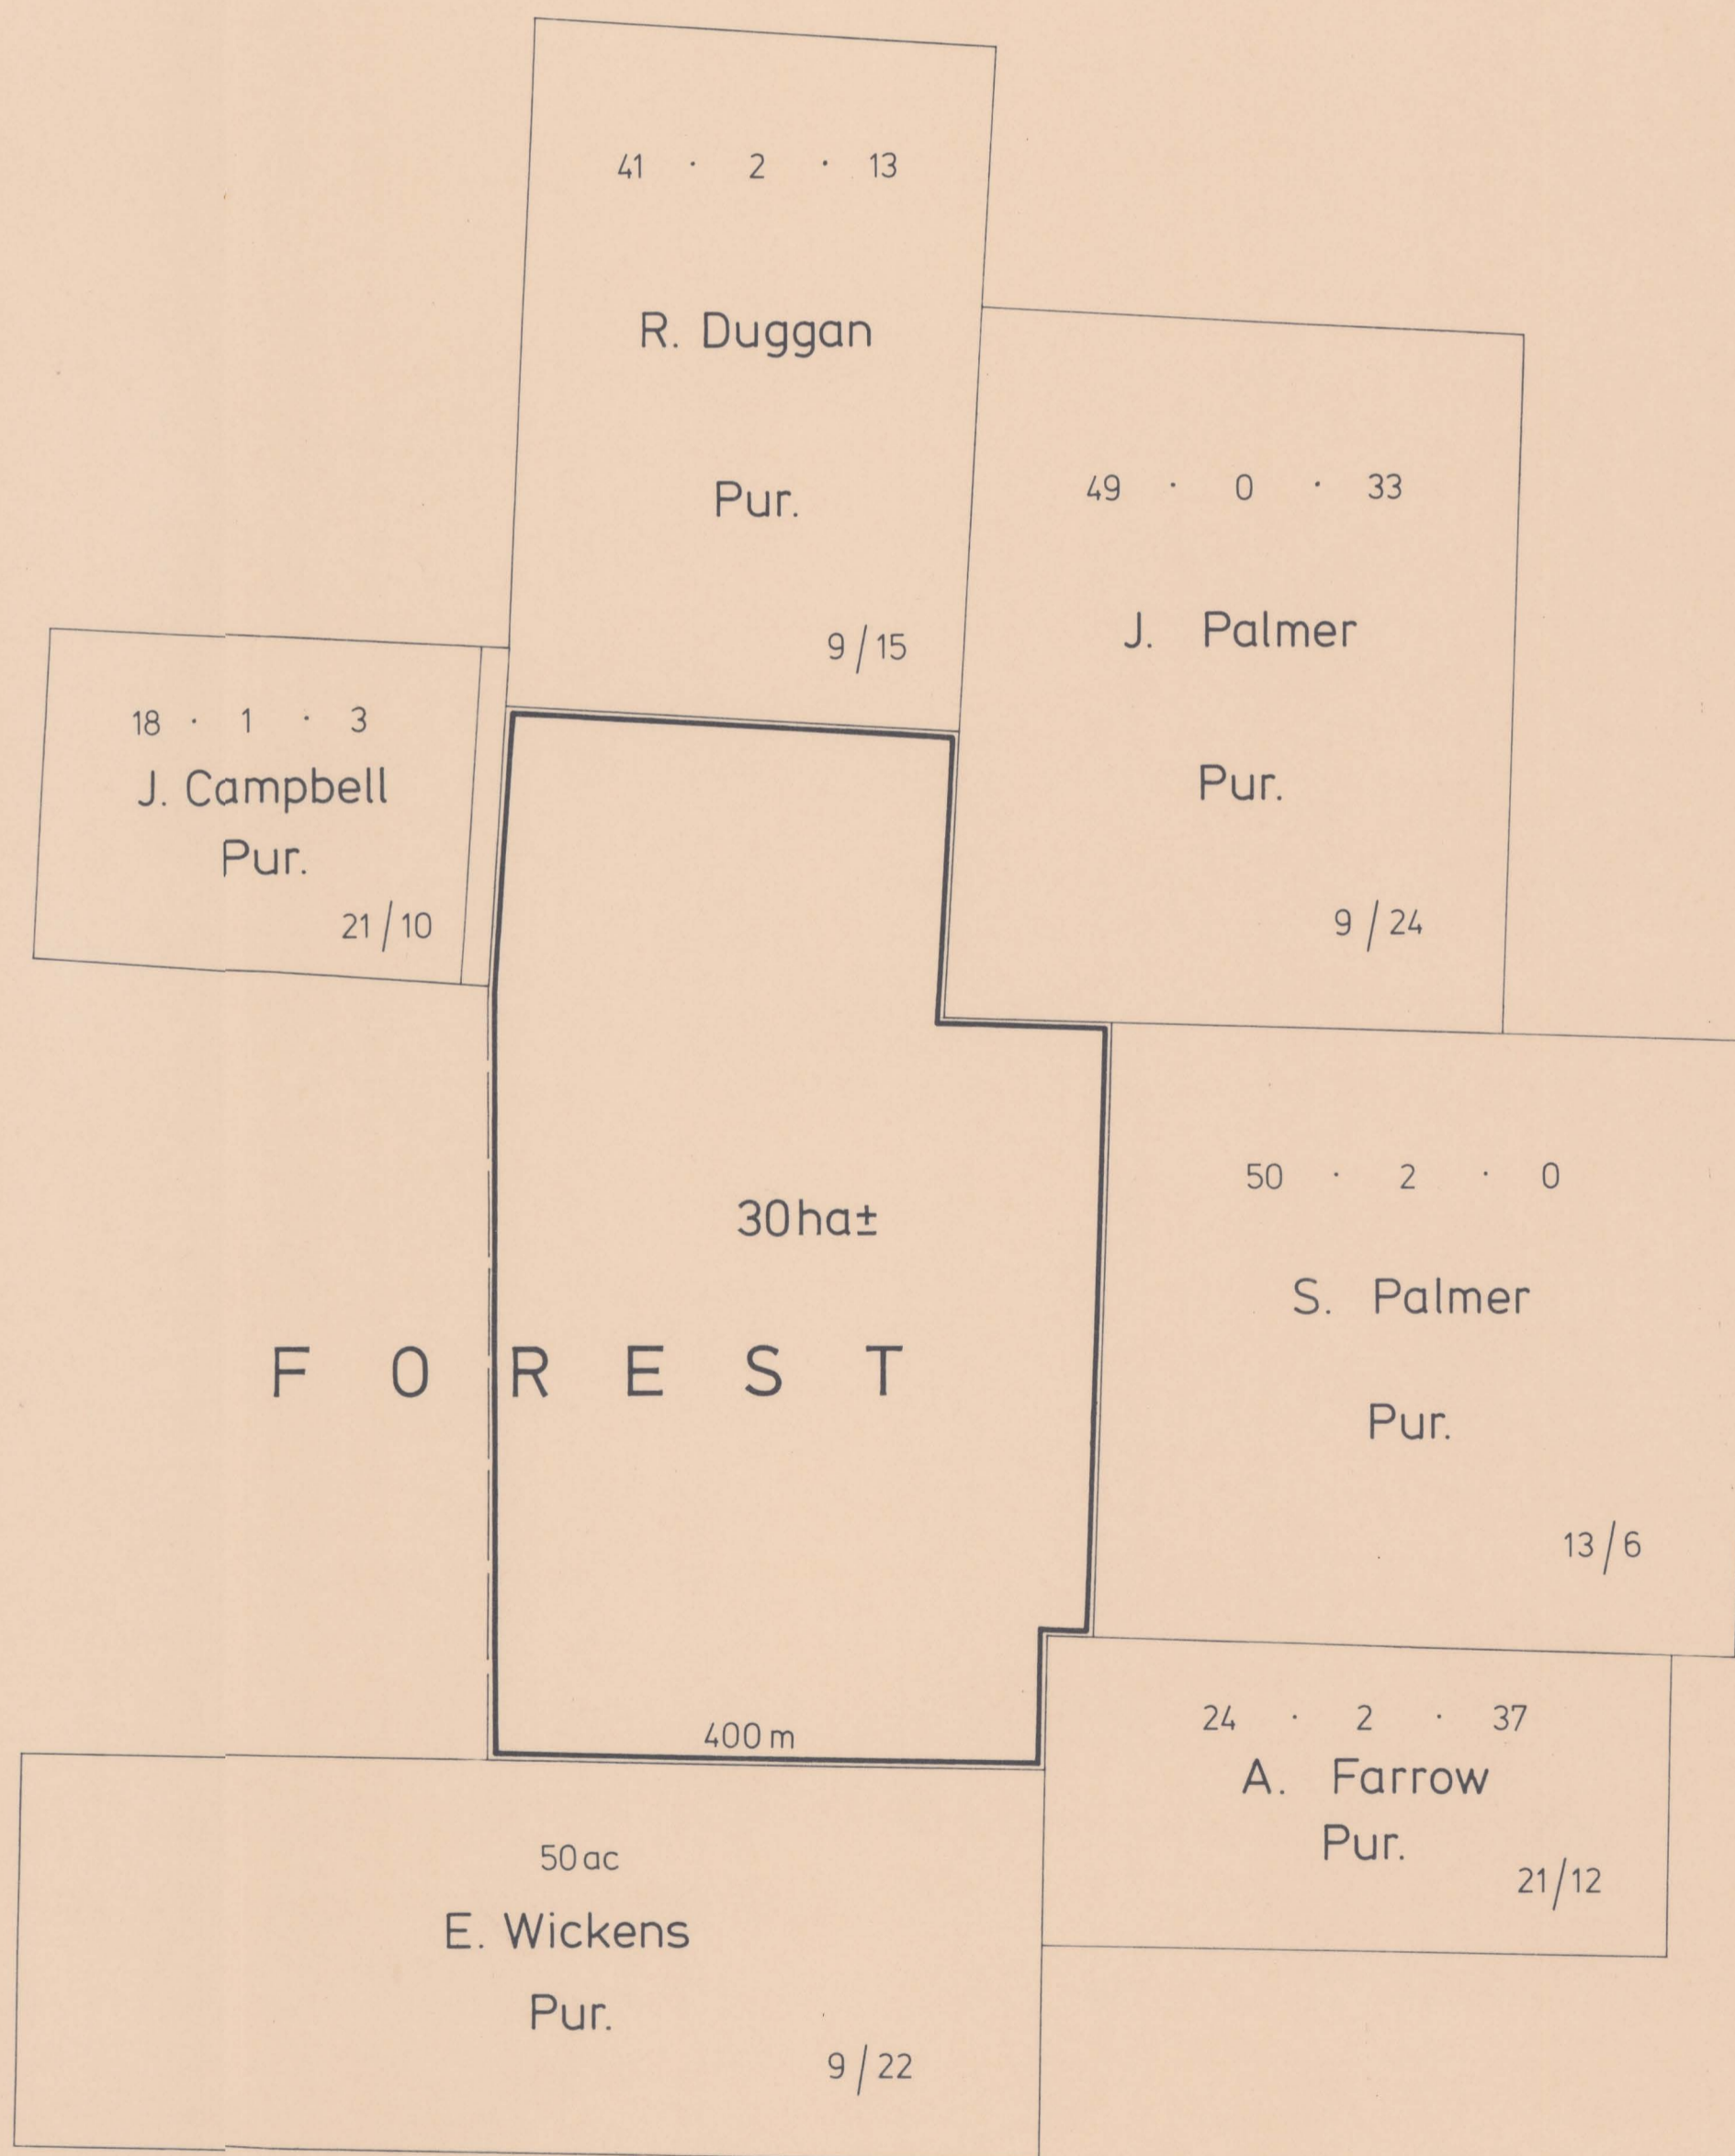 41 · 2 · 13
R. Duggan
Pur.
9/15
49 · 0 · 33
J. Palmer
Pur.
9/24
18 · 1 · 3
J. Campbell
Pur.
21/10
30ha±
FOREST
400m
50 · 2 · 0
S. Palmer
Pur.
13/6
24 · 2 · 37
A. Farrow
Pur.
21/12
50ac
E. Wickens
Pur.
9/22